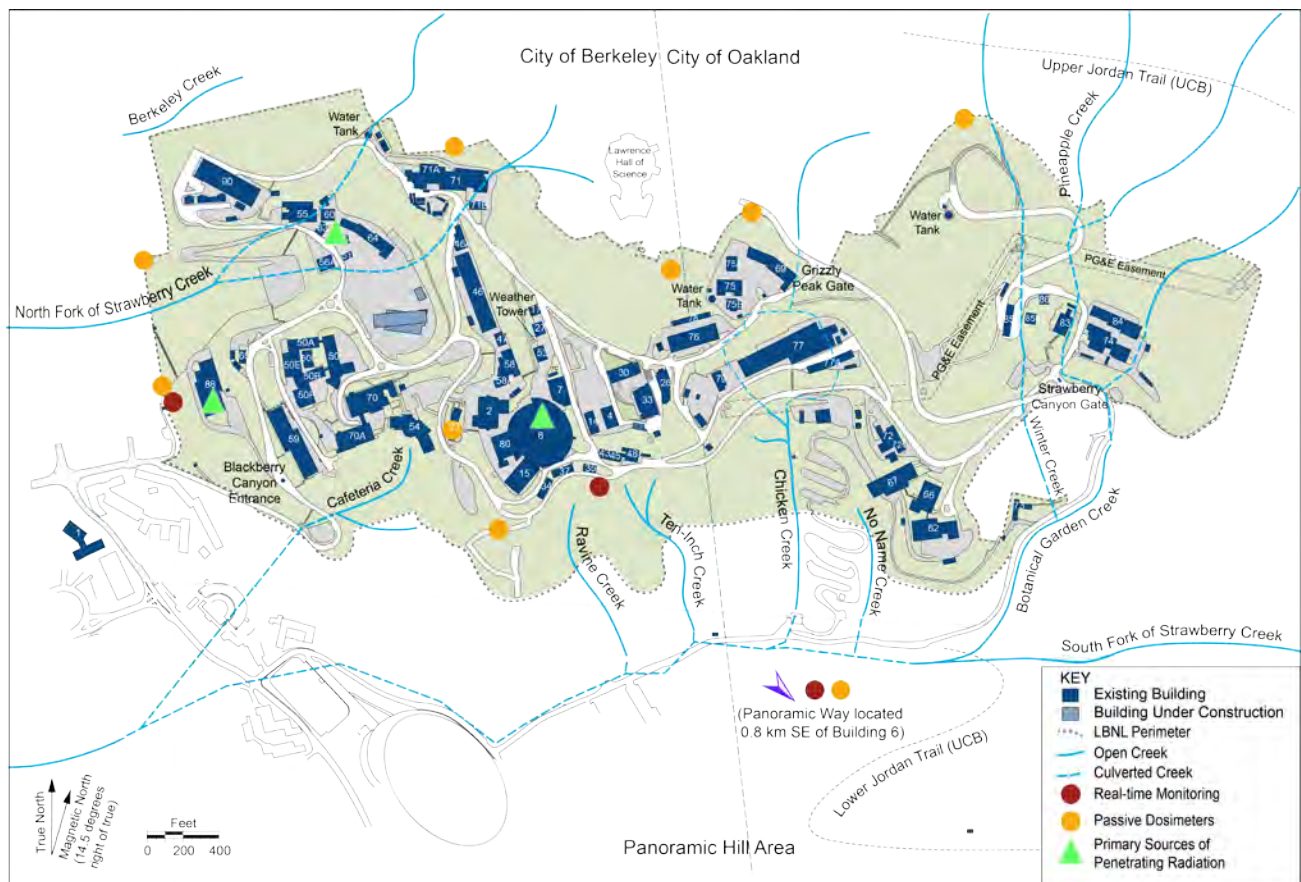 City of Berkeley
City of Oakland
Upper Jordan Trail (UCB)
Berkeley Creek
Pineapple Creek
Water
Tank
Lawrence
Hall of
Science
71A
71
90
55
60
64
56A
Water
Tank
PG&E Easement
PG&E Easement
North Fork of Strawberry Creek
46
Weather
Tower
Water
Tank
75
69
Grizzly
Peak Gate
76
77
85
83
84
74
Strawberry
Canyon Gate
88
50A
50E
50B
50F
50
70
70A
54
59
58
2
7
6
80
15
37
30
33
26
79
72
67
66
62
Blackberry
Canyon
Entrance
Cafeteria Creek
Ravine Creek
Ten-Inch Creek
Chicken Creek
No Name Creek
Winter Creek
Botanical Garden Creek
South Fork of Strawberry Creek
(Panoramic Way located
0.8 km SE of Building 6)
Lower Jordan Trail (UCB)
Panoramic Hill Area
True North
Magnetic North
(14.5 degrees
right of true)
Feet
0 200 400
KEY
Existing Building
Building Under Construction
LBNL Perimeter
Open Creek
Culverted Creek
Real-time Monitoring
Passive Dosimeters
Primary Sources of
Penetrating Radiation